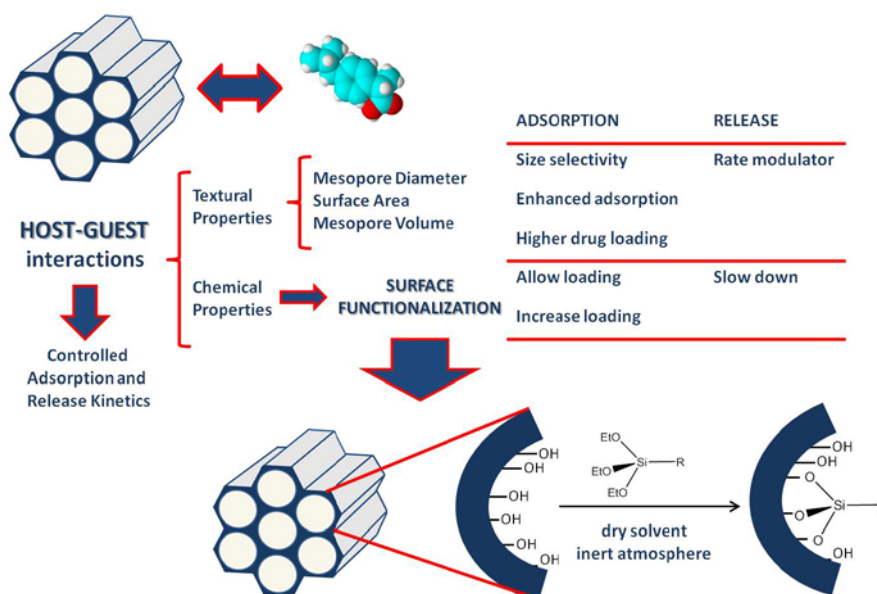 ADSORPTION RELEASE
Size selectivity Rate modulator
Enhanced adsorption
Higher drug loading
Allow loading Slow down
Increase loading
HOST-GUEST
interactions
Textural
Properties
Mesopore Diameter
Surface Area
Mesopore Volume
Chemical
Properties
SURFACE
FUNCTIONALIZATION
Controlled
Adsorption and
Release Kinetics
OH
OH
OH
OH
OH
OH
EtO
EtO
EtO
Si
R
dry solvent
inert atmosphere
OH
OH
O
O
O
Si
OH